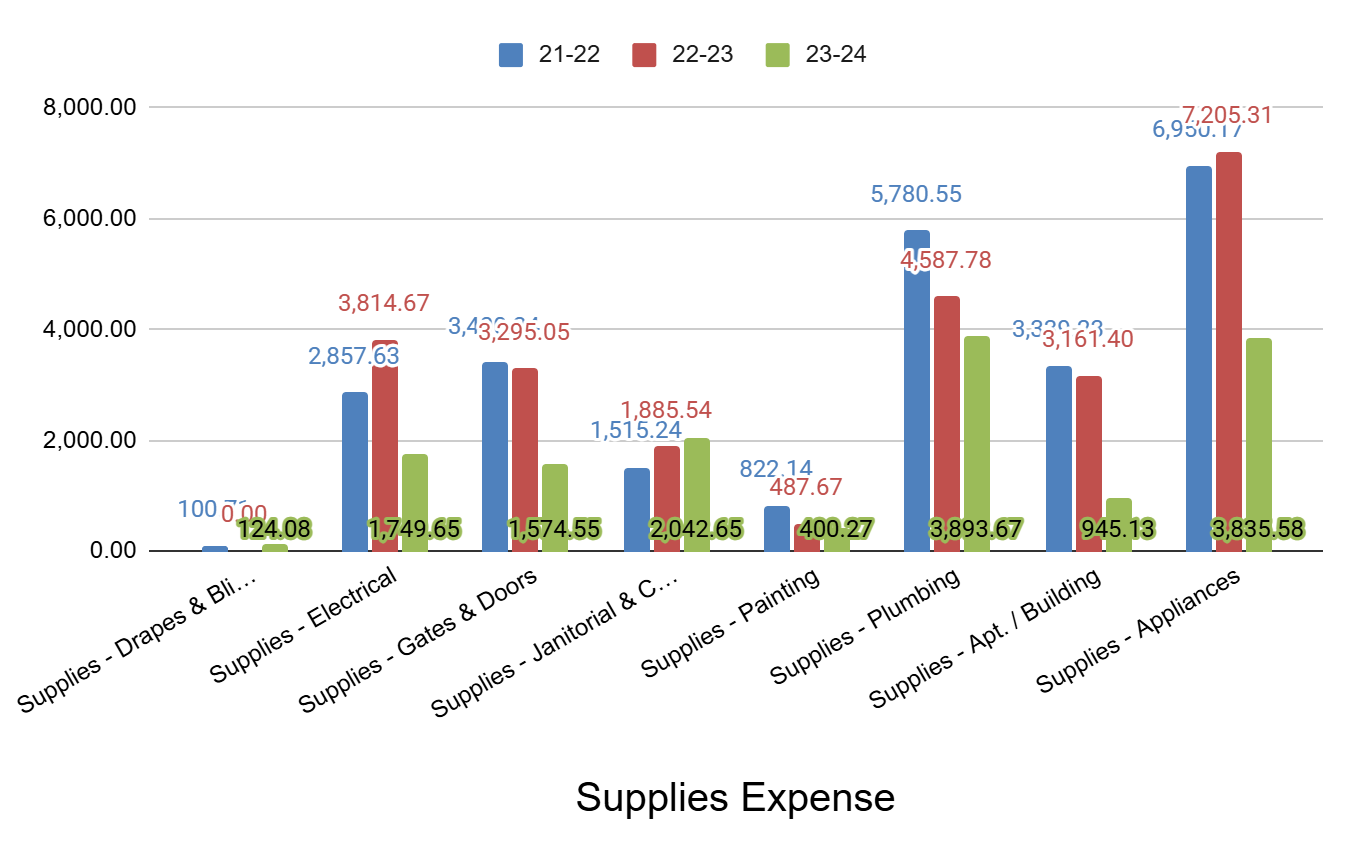 21-22 22-23 23-24
8,000.00
7,205.31
6,000.00
5,780.55
4,587.78
4,000.00
3,814.67
3,295.05
3,161.40
2,857.63
2,000.00
1,885.54
1,515.24
822.14
487.67
0.00
124.08 1,749.65 1,574.55 2,042.65 400.27 3,893.67 945.13 3,835.58
0.00
Supplies - Drapes & Bli...
Supplies - Electrical
Supplies - Gates & Doors
Supplies - Janitorial & C...
Supplies - Painting
Supplies - Plumbing
Supplies - Apt. / Building
Supplies - Appliances
Supplies Expense